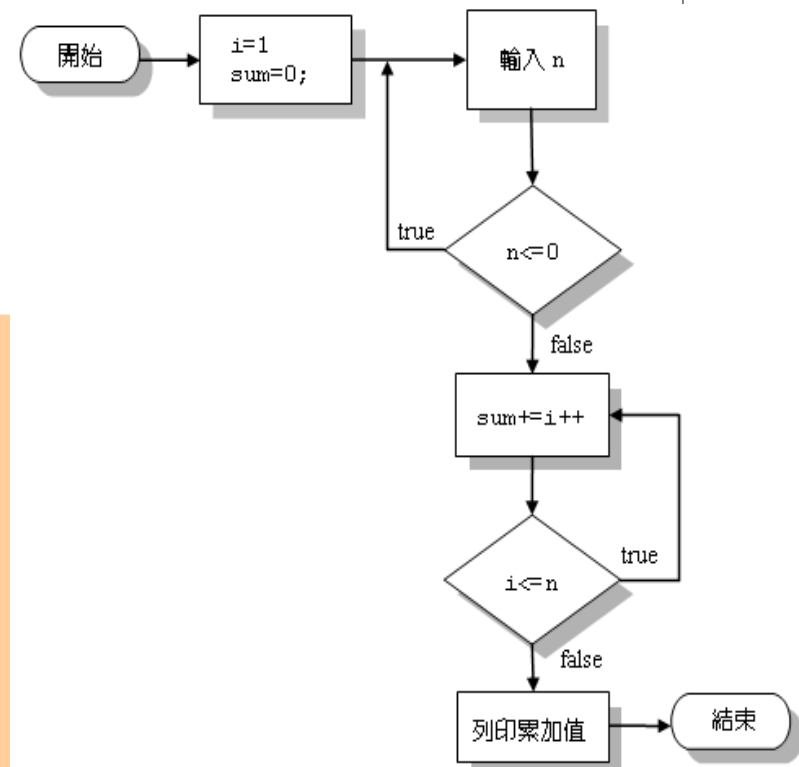 開始
i=1
sum=0;
輸入 n
true
n<=0
false
sum+=i++
true
i<=n
false
列印累加值
結束